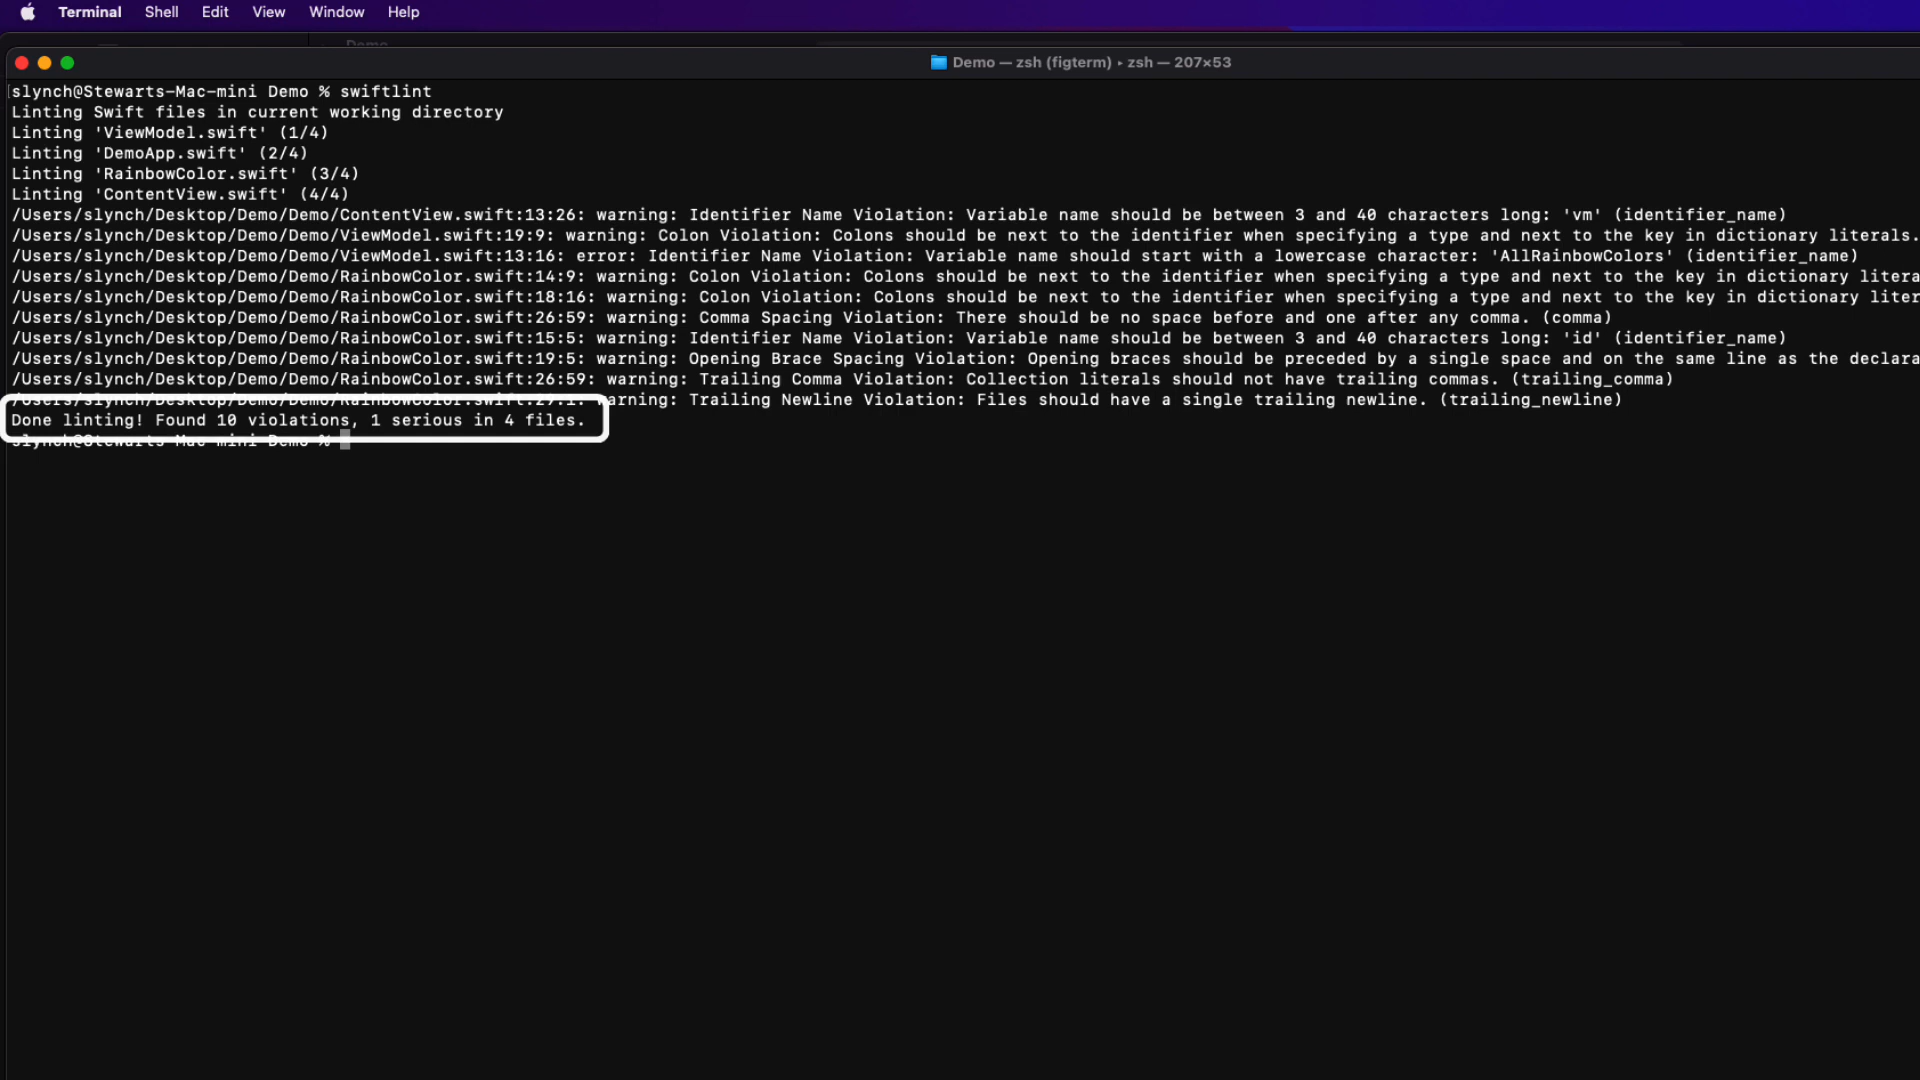 Terminal Shell Edit View Window Help
Demo — zsh (figterm) ▸ zsh — 207×53
slynch@Stewarts-Mac-mini Demo % swiftlint
Linting Swift files in current working directory
Linting 'ViewModel.swift' (1/4)
Linting 'DemoApp.swift' (2/4)
Linting 'RainbowColor.swift' (3/4)
Linting 'ContentView.swift' (4/4)
/Users/slynch/Desktop/Demo/Demo/ContentView.swift:13:26: warning: Identifier Name Violation: Variable name should be between 3 and 40 characters long: 'vm' (identifier_name)
/Users/slynch/Desktop/Demo/Demo/ViewModel.swift:19:9: warning: Colon Violation: Colons should be next to the identifier when specifying a type and next to the key in dictionary literals.
/Users/slynch/Desktop/Demo/Demo/ViewModel.swift:13:16: error: Identifier Name Violation: Variable name should start with a lowercase character: 'AllRainbowColors' (identifier_name)
/Users/slynch/Desktop/Demo/Demo/RainbowColor.swift:14:9: warning: Colon Violation: Colons should be next to the identifier when specifying a type and next to the key in dictionary litera
/Users/slynch/Desktop/Demo/Demo/RainbowColor.swift:18:16: warning: Colon Violation: Colons should be next to the identifier when specifying a type and next to the key in dictionary liter
/Users/slynch/Desktop/Demo/Demo/RainbowColor.swift:26:59: warning: Comma Spacing Violation: There should be no space before and one after any comma. (comma)
/Users/slynch/Desktop/Demo/Demo/RainbowColor.swift:15:5: warning: Identifier Name Violation: Variable name should be between 3 and 40 characters long: 'id' (identifier_name)
/Users/slynch/Desktop/Demo/Demo/RainbowColor.swift:19:5: warning: Opening Brace Spacing Violation: Opening braces should be preceded by a single space and on the same line as the declara
/Users/slynch/Desktop/Demo/Demo/RainbowColor.swift:26:59: warning: Trailing Comma Violation: Collection literals should not have trailing commas. (trailing_comma)
warning: Trailing Newline Violation: Files should have a single trailing newline. (trailing_newline)
Done linting! Found 10 violations, 1 serious in 4 files.
slynch@Stewarts-Mac-mini Demo %